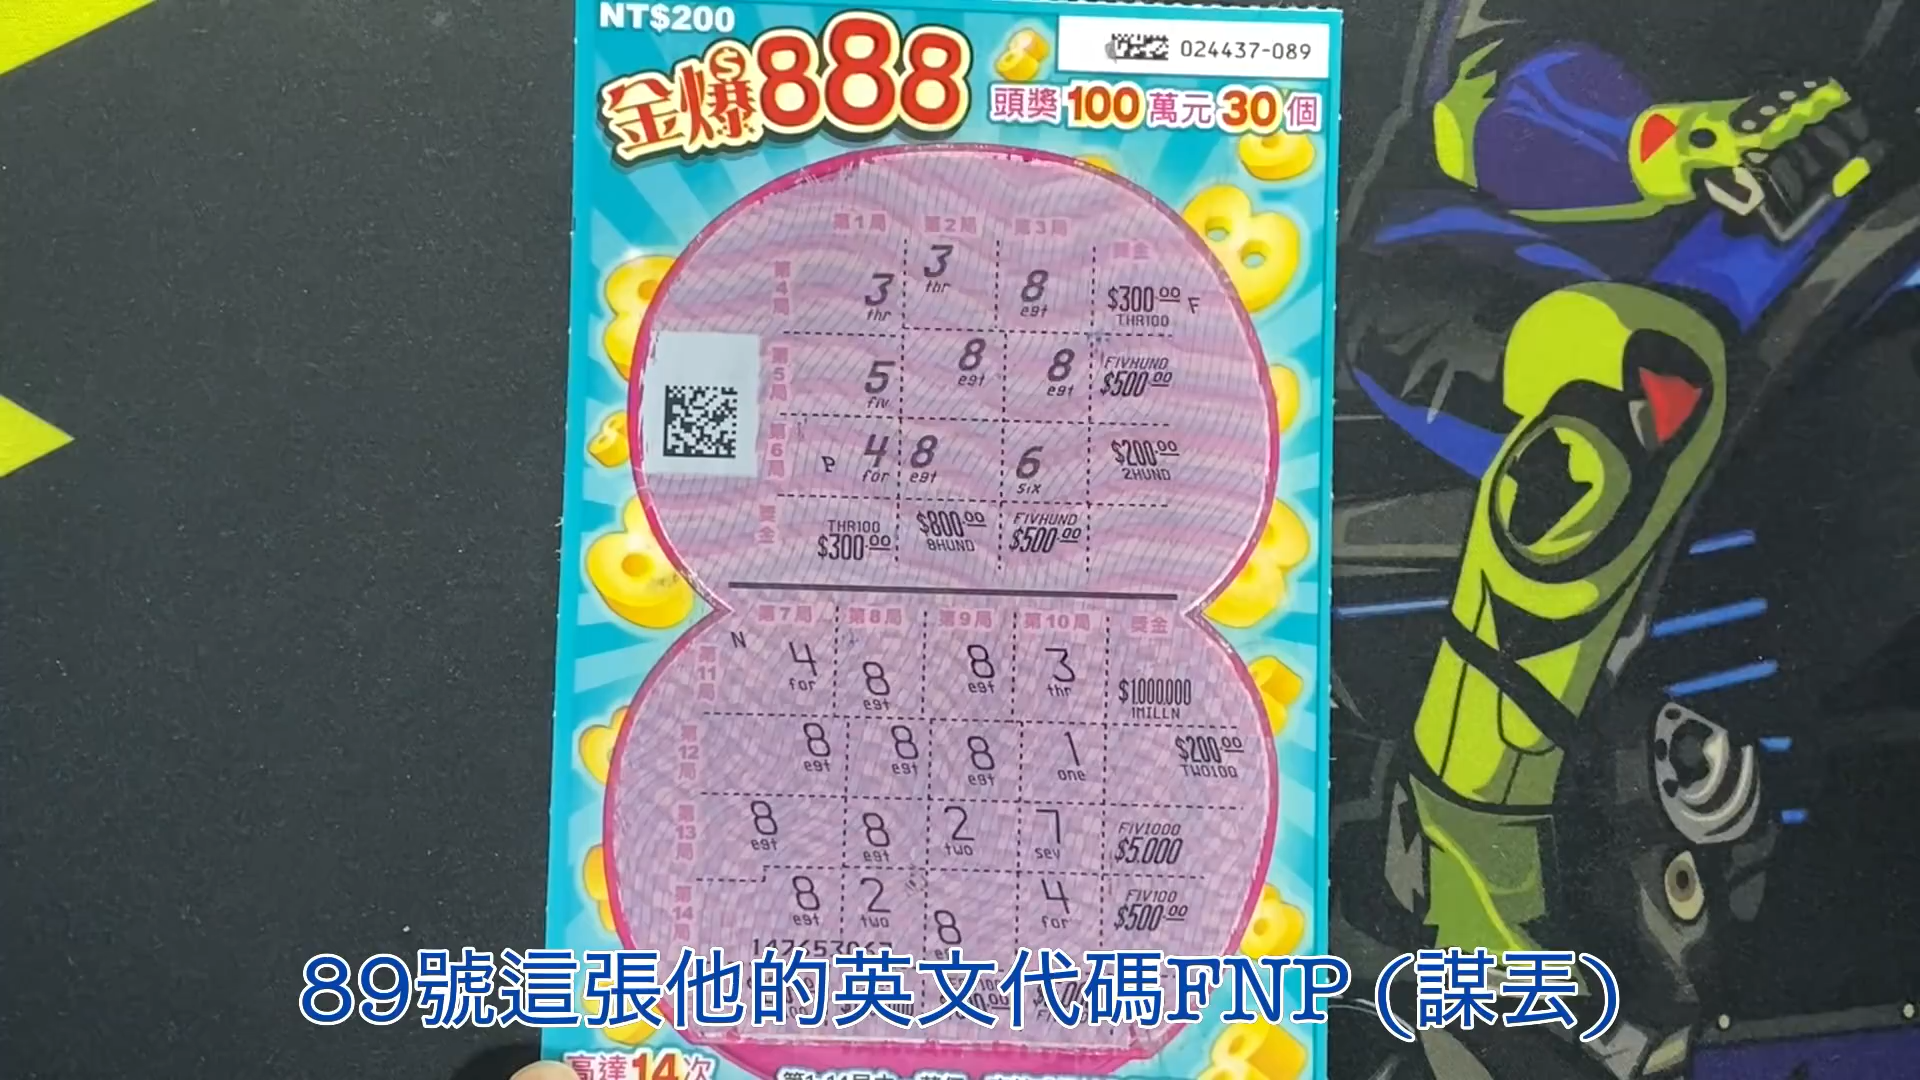 NT$200
金爆$888
024437-089
頭獎100萬元30個
第1局 第2局 第3局 獎金
第4局 3 3 8 $300.00 F
thr thr egt THR100
第5局 5 8 8 FIVHUND
fiv egt egt $500.00
第6局 P 4 8 6 $200.00
for egt six 2HUND
獎金 THR100 $800.00 FIVHUND
$300.00 8HUND $500.00
第7局 第8局 第9局 第10局 獎金
第11局 N 4 8 8 3 $1,000,000
for egt egt thr 1MILLN
第12局 8 8 8 1 $200.00
egt egt egt one TWO100
第13局 8 8 2 7 FIV1000
egt egt two sev $5,000
第14局 8 2 8 4 FIV100
egt two for $500.00
89號這張他的英文代碼FNP(謀丟)
高達14次